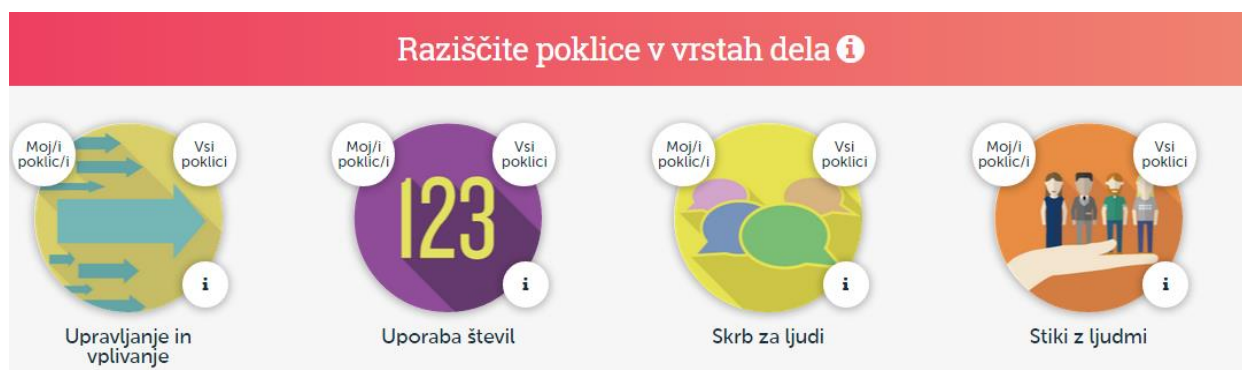 Raziščite poklice v vrstah dela i
Moj/i
poklic/i
Vsi
poklici
i
Upravljanje in
vplivanje
Moj/i
poklic/i
Vsi
poklici
123
i
Uporaba števil
Moj/i
poklic/i
Vsi
poklici
i
Skrb za ljudi
Moj/i
poklic/i
Vsi
poklici
i
Stiki z ljudmi